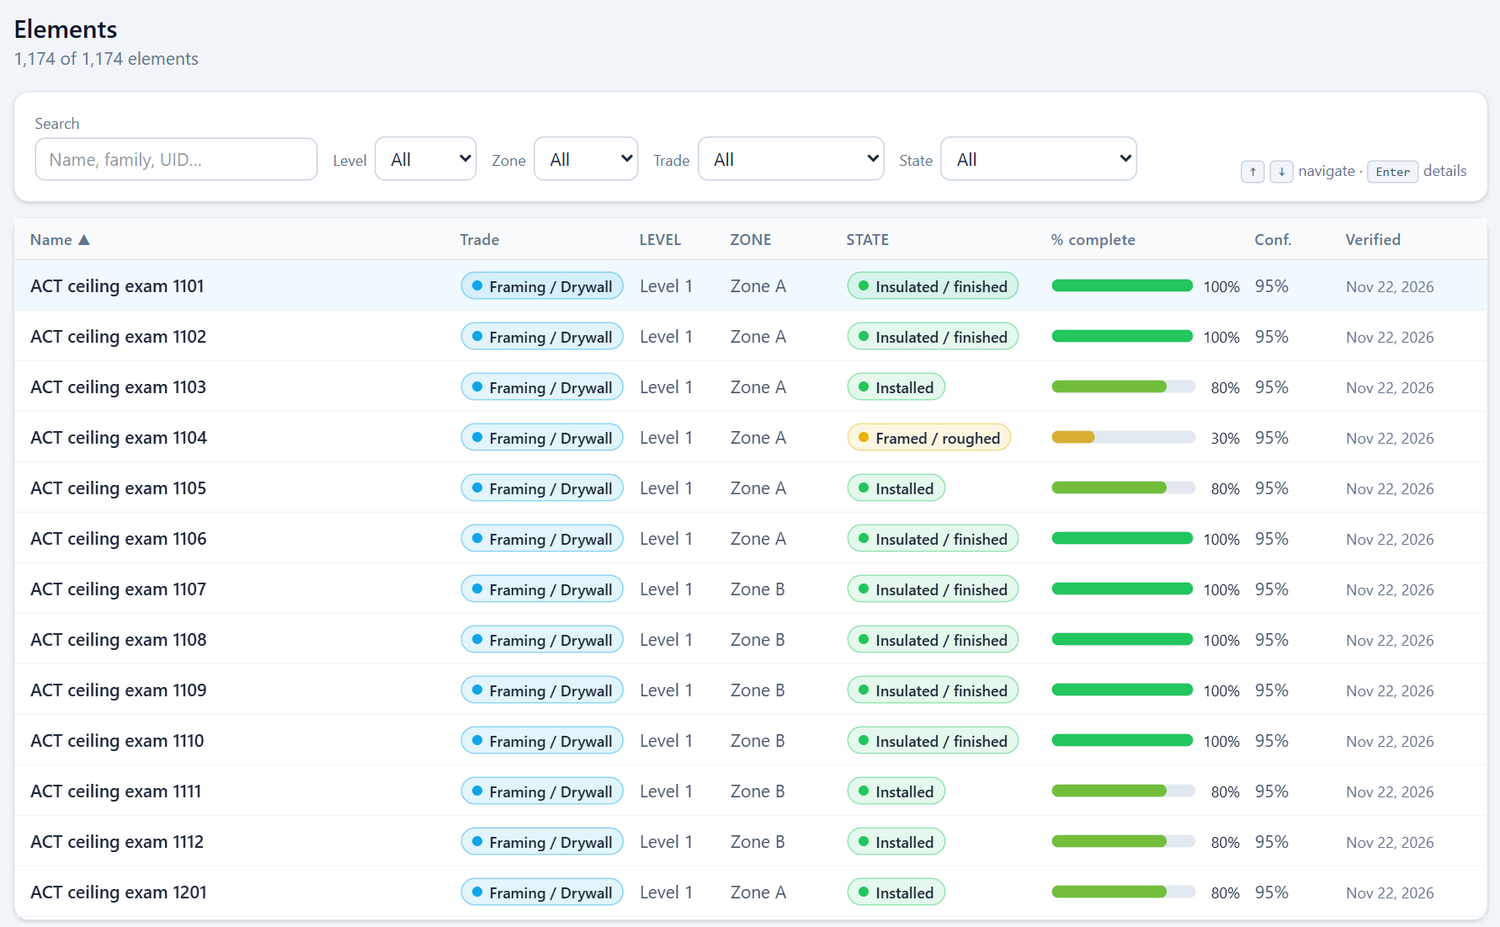 Elements
1,174 of 1,174 elements
Search
Name, family, UID...
Level All Zone All Trade All State All
↑ ↓ navigate · Enter details
Name ▲ Trade LEVEL ZONE STATE % complete Conf. Verified
ACT ceiling exam 1101 Framing / Drywall Level 1 Zone A Insulated / finished 100% 95% Nov 22, 2026
ACT ceiling exam 1102 Framing / Drywall Level 1 Zone A Insulated / finished 100% 95% Nov 22, 2026
ACT ceiling exam 1103 Framing / Drywall Level 1 Zone A Installed 80% 95% Nov 22, 2026
ACT ceiling exam 1104 Framing / Drywall Level 1 Zone A Framed / roughed 30% 95% Nov 22, 2026
ACT ceiling exam 1105 Framing / Drywall Level 1 Zone A Installed 80% 95% Nov 22, 2026
ACT ceiling exam 1106 Framing / Drywall Level 1 Zone A Insulated / finished 100% 95% Nov 22, 2026
ACT ceiling exam 1107 Framing / Drywall Level 1 Zone B Insulated / finished 100% 95% Nov 22, 2026
ACT ceiling exam 1108 Framing / Drywall Level 1 Zone B Insulated / finished 100% 95% Nov 22, 2026
ACT ceiling exam 1109 Framing / Drywall Level 1 Zone B Insulated / finished 100% 95% Nov 22, 2026
ACT ceiling exam 1110 Framing / Drywall Level 1 Zone B Insulated / finished 100% 95% Nov 22, 2026
ACT ceiling exam 1111 Framing / Drywall Level 1 Zone B Installed 80% 95% Nov 22, 2026
ACT ceiling exam 1112 Framing / Drywall Level 1 Zone B Installed 80% 95% Nov 22, 2026
ACT ceiling exam 1201 Framing / Drywall Level 1 Zone A Installed 80% 95% Nov 22, 2026